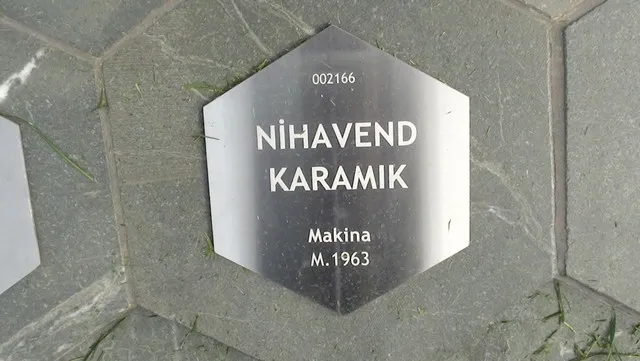 002166
NİHAVEND
KARAMIK
Makina
M.1963